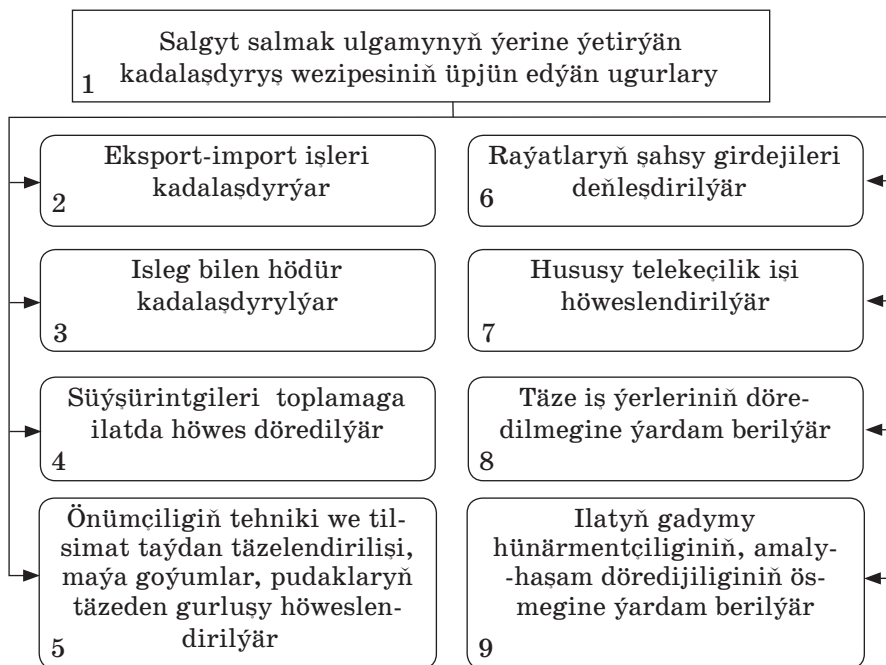 Salgyt salmak ulgamynyň ýerine ýetirýän
kadalaşdyryş wezipesiniň üpjün edýän ugurlary
1
Eksport-import işleri
kadalaşdyrýar
2
Isleg bilen hödür
kadalaşdyrylýar
3
Süýşürintgileri toplamaga
ilatda höwes döredilýär
4
Önümçiligiň tehniki we til-
simat taýdan täzelendirilişi,
maýa goýumlar, pudaklaryň
täzeden gurluşy höweslen-
dirilýär
5
Raýatlaryň şahsy girdejileri
deňleşdirilýär
6
Hususy telekeçilik işi
höweslendirilýär
7
Täze iş ýerleriniň döre-
dilmegine ýardam berilýär
8
Ilatyň gadymy
hünärmentçiliginiň, amaly-
-haşam döredijiliginiň ös-
megine ýardam berilýär
9